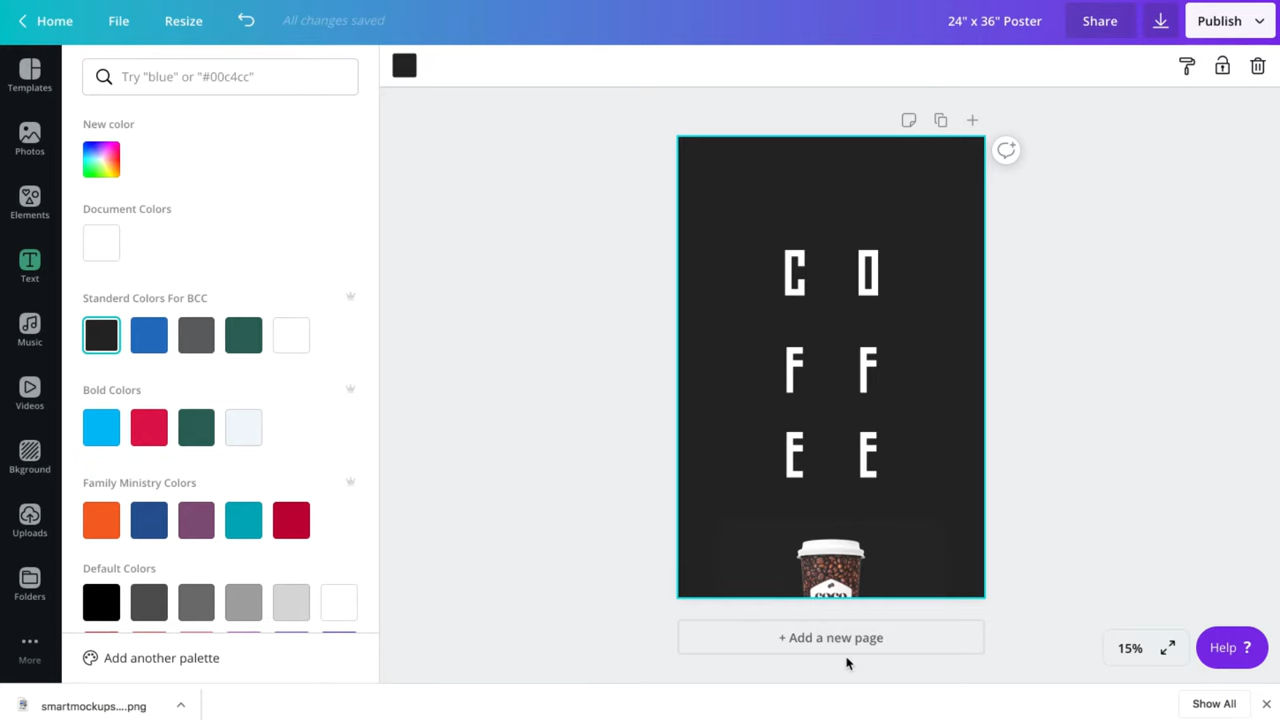 Home File Resize All changes saved 24" x 36" Poster Share Publish
Templates
Photos
Elements
Text
Music
Videos
Bkground
Uploads
Folders
More
Try "blue" or "#00c4cc"
New color
Document Colors
Standerd Colors For BCC
Bold Colors
Family Ministry Colors
Default Colors
Add another palette
C O
F F
E E
COCO
+ Add a new page
15%
Help ?
smartmockups....png
Show All